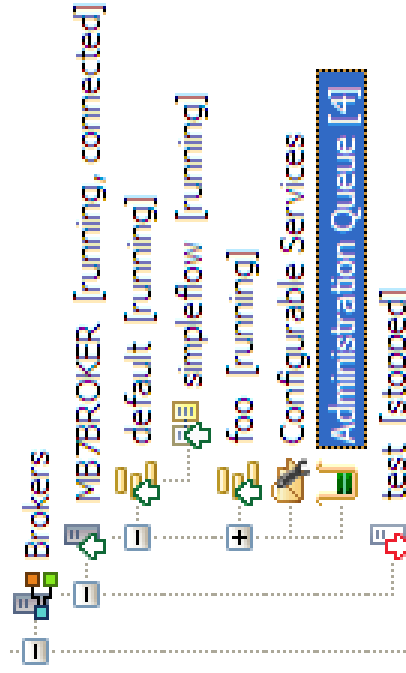 Brokers
MB7BROKER [running, connected]
default [running]
simpleflow [running]
foo [running]
Configurable Services
Administration Queue [4]
test [stopped]